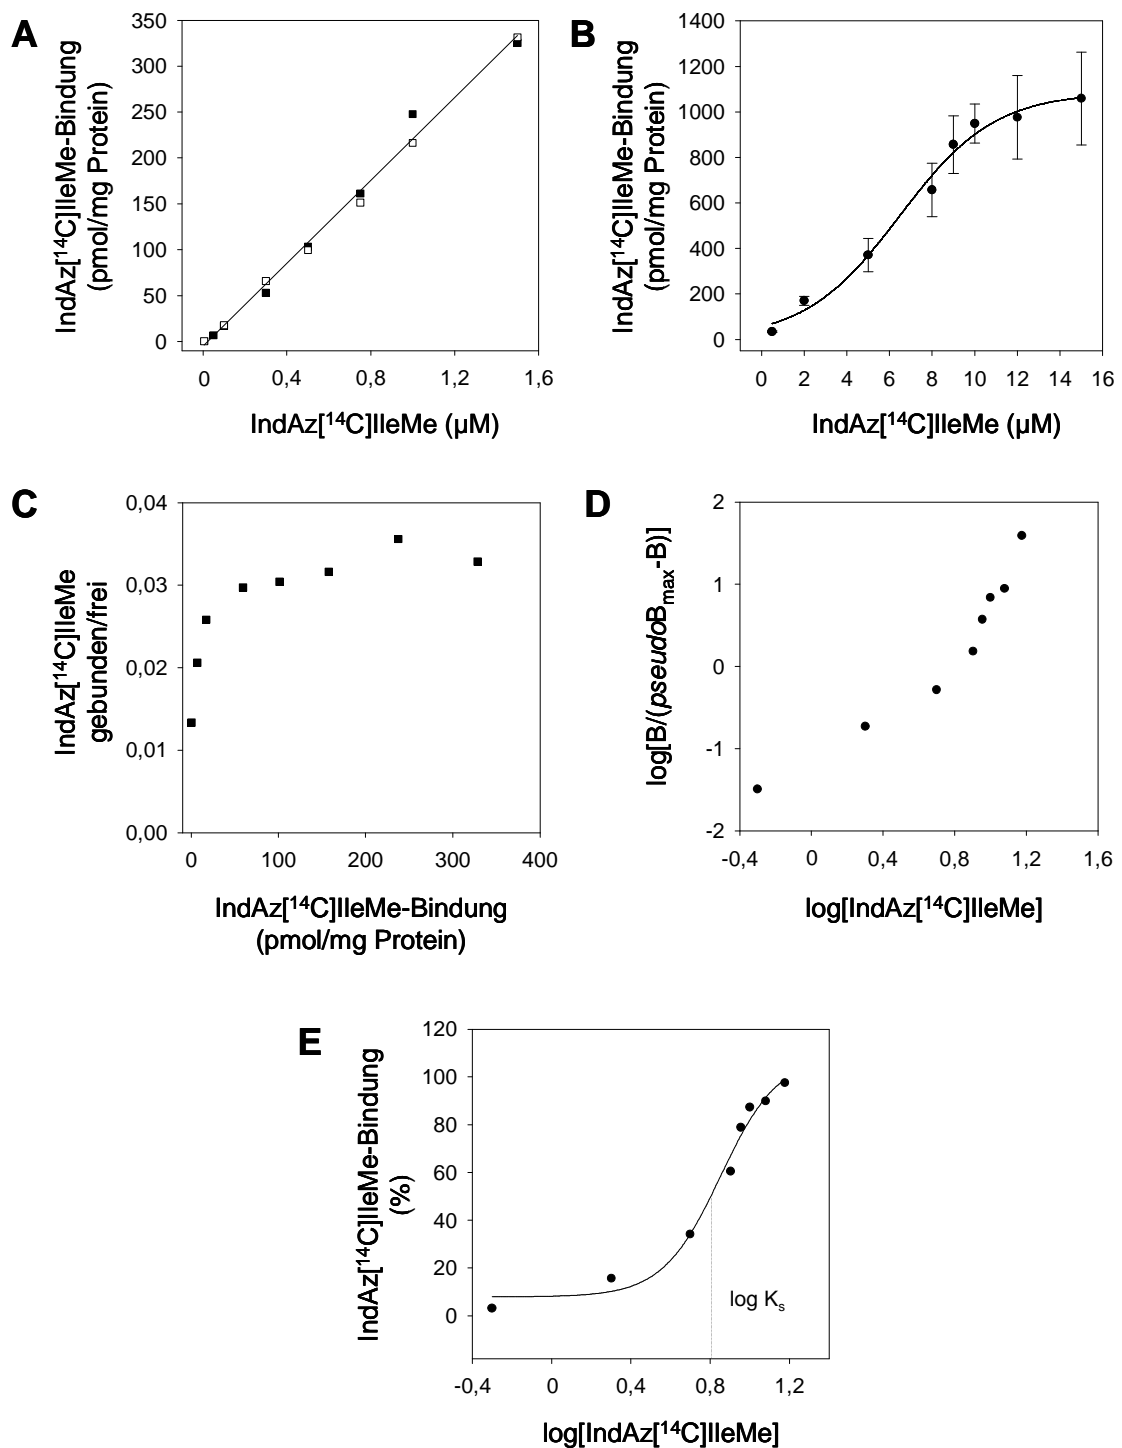 A
IndAz[¹⁴C]IleMe-Bindung
(pmol/mg Protein)
350
300
250
200
150
100
50
0
0 0,4 0,8 1,2 1,6
IndAz[¹⁴C]IleMe (µM)
B
IndAz[¹⁴C]IleMe-Bindung
(pmol/mg Protein)
1400
1200
1000
800
600
400
200
0
0 2 4 6 8 10 12 14 16
IndAz[¹⁴C]IleMe (µM)
C
IndAz[¹⁴C]IleMe
gebunden/frei
0,04
0,03
0,02
0,01
0,00
0 100 200 300 400
IndAz[¹⁴C]IleMe-Bindung
(pmol/mg Protein)
D
log[B/(pseudoBmax-B)]
2
1
0
-1
-2
-0,4 0 0,4 0,8 1,2 1,6
log[IndAz[¹⁴C]IleMe]
E
IndAz[¹⁴C]IleMe-Bindung
(%)
120
100
80
60
40
20
0
log Ks
-0,4 0 0,4 0,8 1,2
log[IndAz[¹⁴C]IleMe]